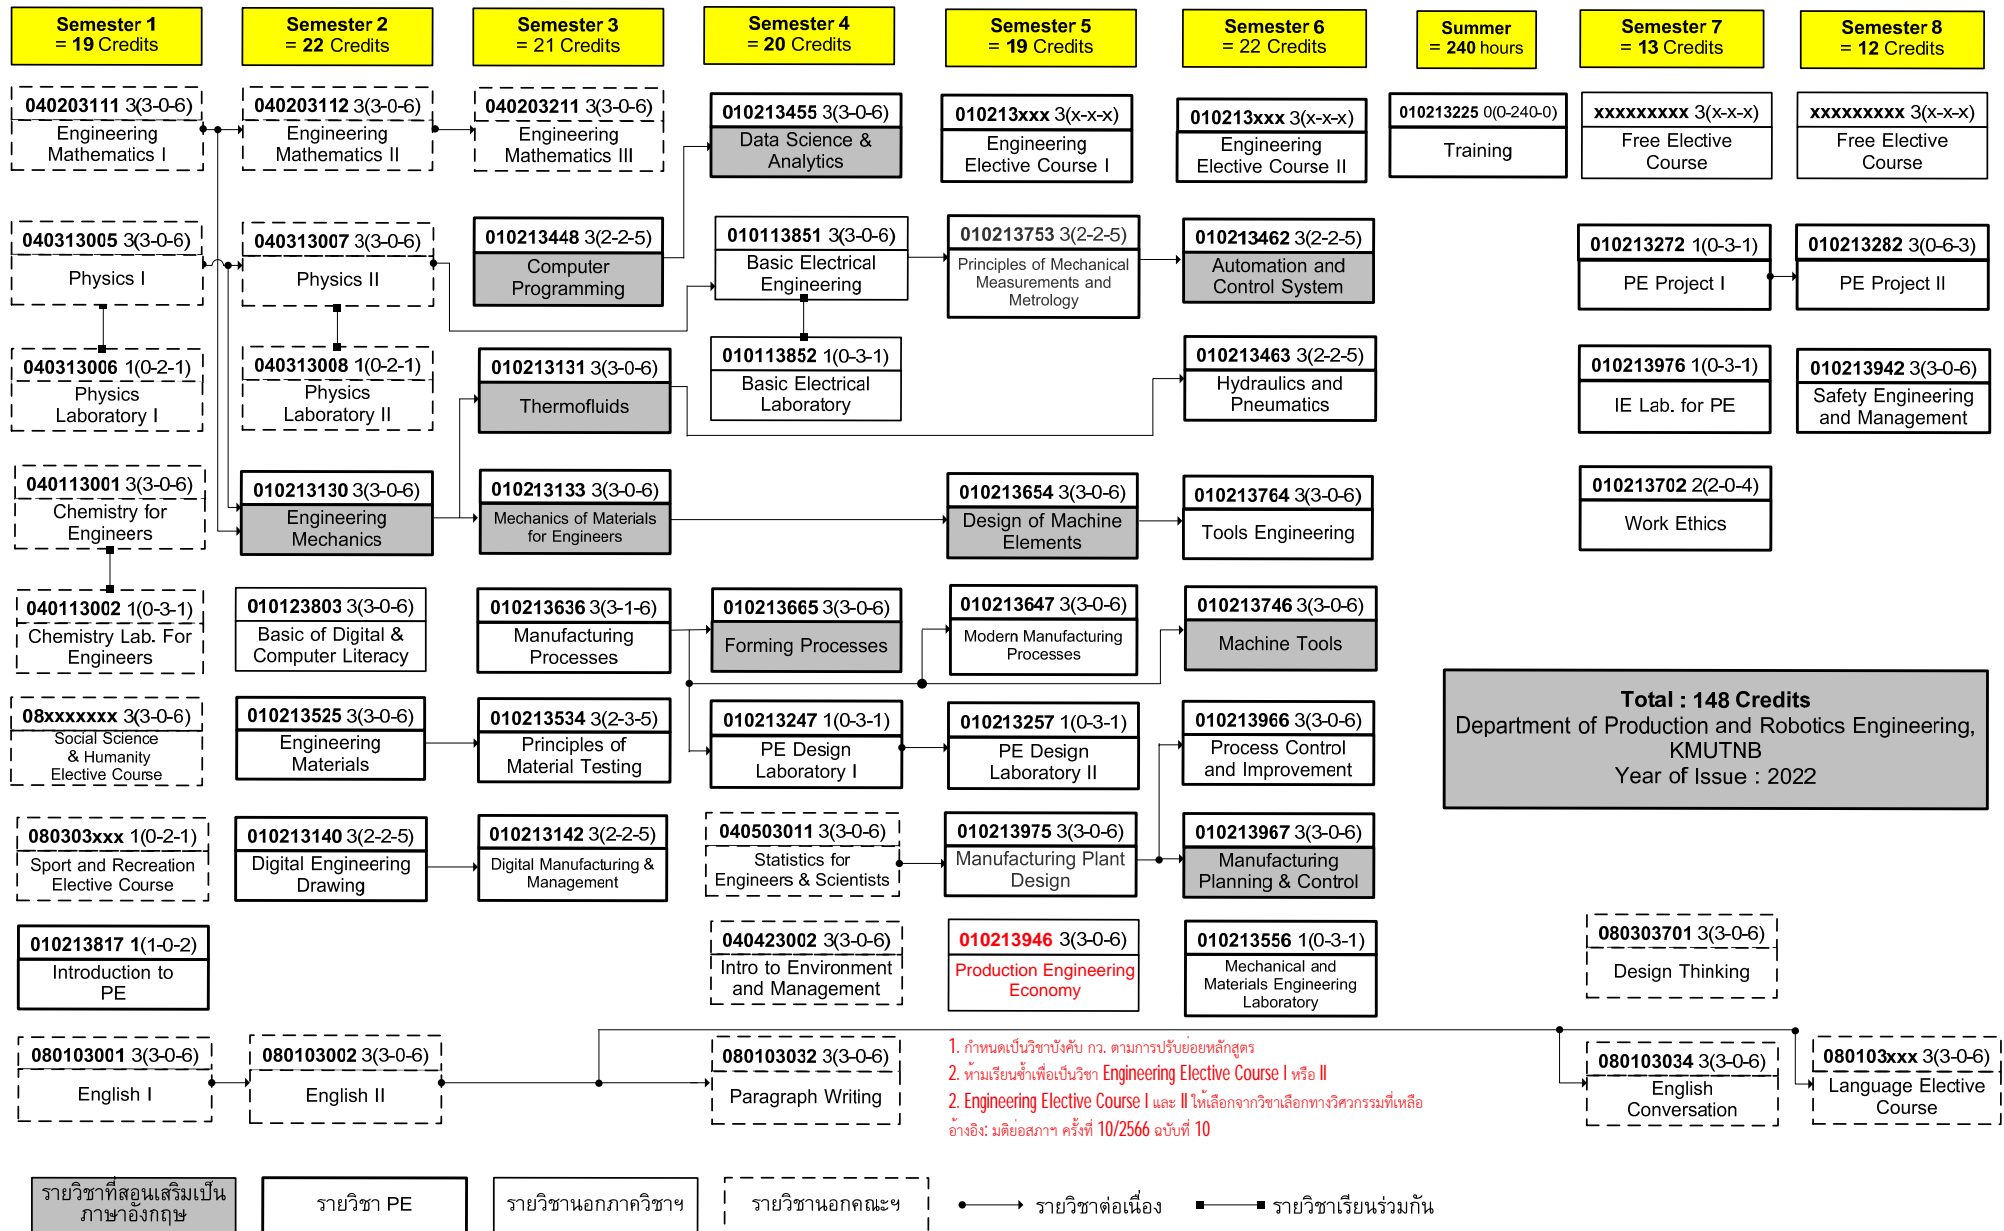 Semester 1
= 19 Credits
Semester 2
= 22 Credits
Semester 3
= 21 Credits
Semester 4
= 20 Credits
Semester 5
= 19 Credits
Semester 6
= 22 Credits
Summer
= 240 hours
Semester 7
= 13 Credits
Semester 8
= 12 Credits
040203111 3(3-0-6)
Engineering
Mathematics I
040203112 3(3-0-6)
Engineering
Mathematics II
040203211 3(3-0-6)
Engineering
Mathematics III
010213455 3(3-0-6)
Data Science &
Analytics
010213xxx 3(x-x-x)
Engineering
Elective Course I
010213xxx 3(x-x-x)
Engineering
Elective Course II
010213225 0(0-240-0)
Training
xxxxxxxxx 3(x-x-x)
Free Elective
Course
xxxxxxxxx 3(x-x-x)
Free Elective
Course
040313005 3(3-0-6)
Physics I
040313007 3(3-0-6)
Physics II
010213448 3(2-2-5)
Computer
Programming
010113851 3(3-0-6)
Basic Electrical
Engineering
010213753 3(2-2-5)
Principles of Mechanical
Measurements and
Metrology
010213462 3(2-2-5)
Automation and
Control System
010213272 1(0-3-1)
PE Project I
010213282 3(0-6-3)
PE Project II
040313006 1(0-2-1)
Physics
Laboratory I
040313008 1(0-2-1)
Physics
Laboratory II
010213131 3(3-0-6)
Thermofluids
010113852 1(0-3-1)
Basic Electrical
Laboratory
010213463 3(2-2-5)
Hydraulics and
Pneumatics
010213976 1(0-3-1)
IE Lab. for PE
010213942 3(3-0-6)
Safety Engineering
and Management
040113001 3(3-0-6)
Chemistry for
Engineers
010213130 3(3-0-6)
Engineering
Mechanics
010213133 3(3-0-6)
Mechanics of Materials
for Engineers
010213654 3(3-0-6)
Design of Machine
Elements
010213764 3(3-0-6)
Tools Engineering
010213702 2(2-0-4)
Work Ethics
040113002 1(0-3-1)
Chemistry Lab. For
Engineers
010123803 3(3-0-6)
Basic of Digital &
Computer Literacy
010213636 3(3-1-6)
Manufacturing
Processes
010213665 3(3-0-6)
Forming Processes
010213647 3(3-0-6)
Modern Manufacturing
Processes
010213746 3(3-0-6)
Machine Tools
Total : 148 Credits
Department of Production and Robotics Engineering,
KMUTNB
Year of Issue : 2022
08xxxxxxx 3(3-0-6)
Social Science
& Humanity
Elective Course
010213525 3(3-0-6)
Engineering
Materials
010213534 3(2-3-5)
Principles of
Material Testing
010213247 1(0-3-1)
PE Design
Laboratory I
010213257 1(0-3-1)
PE Design
Laboratory II
010213966 3(3-0-6)
Process Control
and Improvement
080303xxx 1(0-2-1)
Sport and Recreation
Elective Course
010213140 3(2-2-5)
Digital Engineering
Drawing
010213142 3(2-2-5)
Digital Manufacturing &
Management
040503011 3(3-0-6)
Statistics for
Engineers & Scientists
010213975 3(3-0-6)
Manufacturing Plant
Design
010213967 3(3-0-6)
Manufacturing
Planning & Control
010213817 1(1-0-2)
Introduction to
PE
040423002 3(3-0-6)
Intro to Environment
and Management
010213946 3(3-0-6)
Production Engineering
Economy
010213556 1(0-3-1)
Mechanical and
Materials Engineering
Laboratory
080303701 3(3-0-6)
Design Thinking
080103001 3(3-0-6)
English I
080103002 3(3-0-6)
English II
080103032 3(3-0-6)
Paragraph Writing
1. กำหนดเป็นวิชาบังคับ กว. ตามการปรับย่อยหลักสูตร
2. ห้ามเรียนซ้ำเพื่อเป็นวิชา Engineering Elective Course I หรือ II
2. Engineering Elective Course I และ II ให้เลือกจากวิชาเลือกทางวิศวกรรมที่เหลือ
อ้างอิง: มติย่อสภาฯ ครั้งที่ 10/2566 ฉบับที่ 10
080103034 3(3-0-6)
English
Conversation
080103xxx 3(3-0-6)
Language Elective
Course
รายวิชาที่สอนเสริมเป็น
ภาษาอังกฤษ
รายวิชา PE
รายวิชานอกภาควิชาฯ
รายวิชานอกคณะฯ
รายวิชาต่อเนื่อง
รายวิชาเรียนร่วมกัน